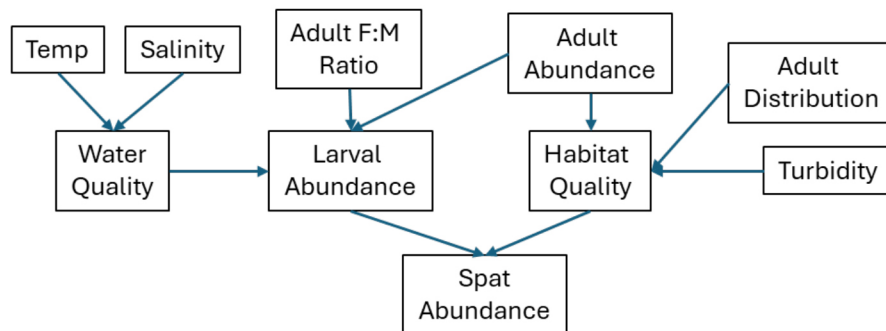 Temp
Salinity
Adult F:M
Ratio
Adult
Abundance
Adult
Distribution
Water
Quality
Larval
Abundance
Habitat
Quality
Turbidity
Spat
Abundance